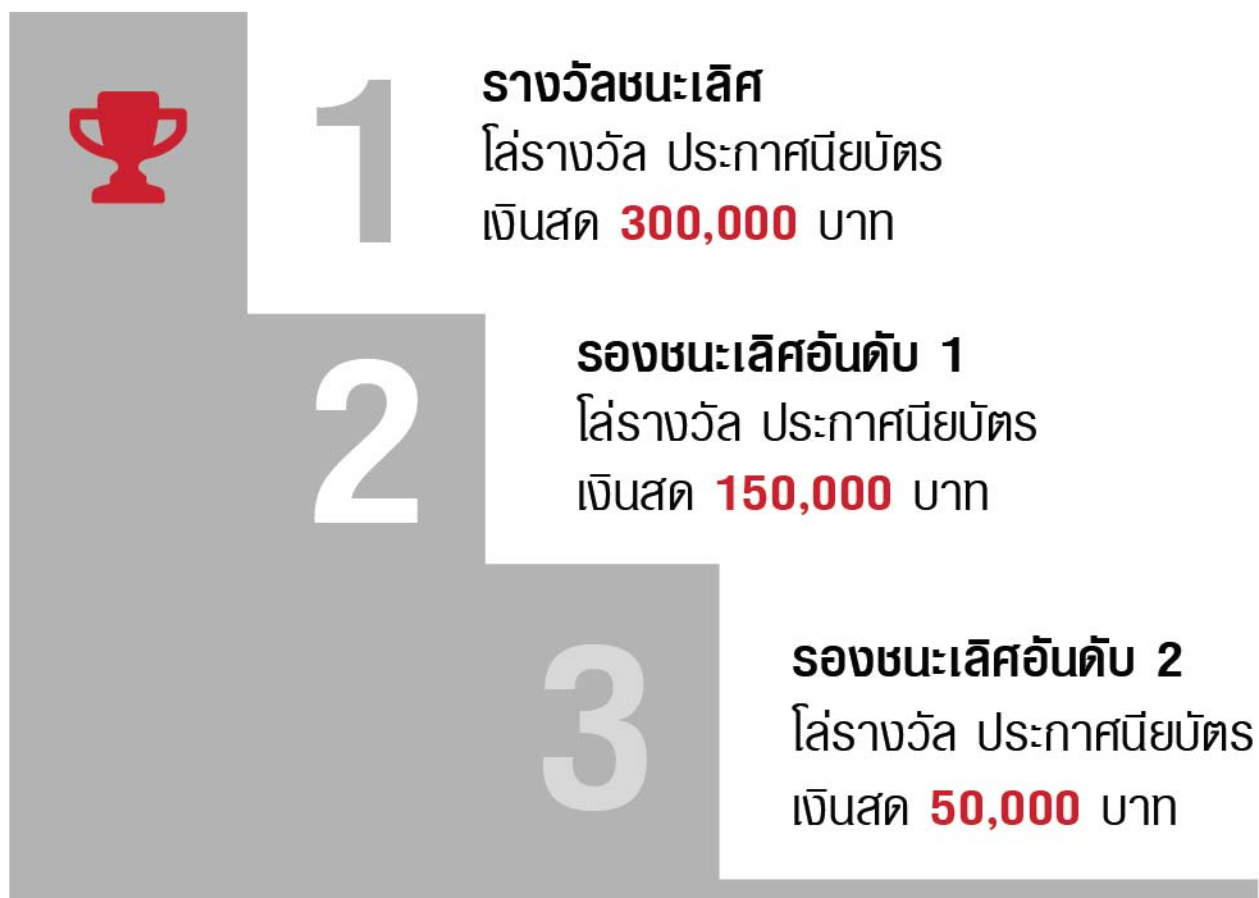 1
รางวัลชนะเลิศ
โล่รางวัล ประกาศนียบัตร
เงินสด 300,000 บาท
2
รองชนะเลิศอันดับ 1
โล่รางวัล ประกาศนียบัตร
เงินสด 150,000 บาท
3
รองชนะเลิศอันดับ 2
โล่รางวัล ประกาศนียบัตร
เงินสด 50,000 บาท